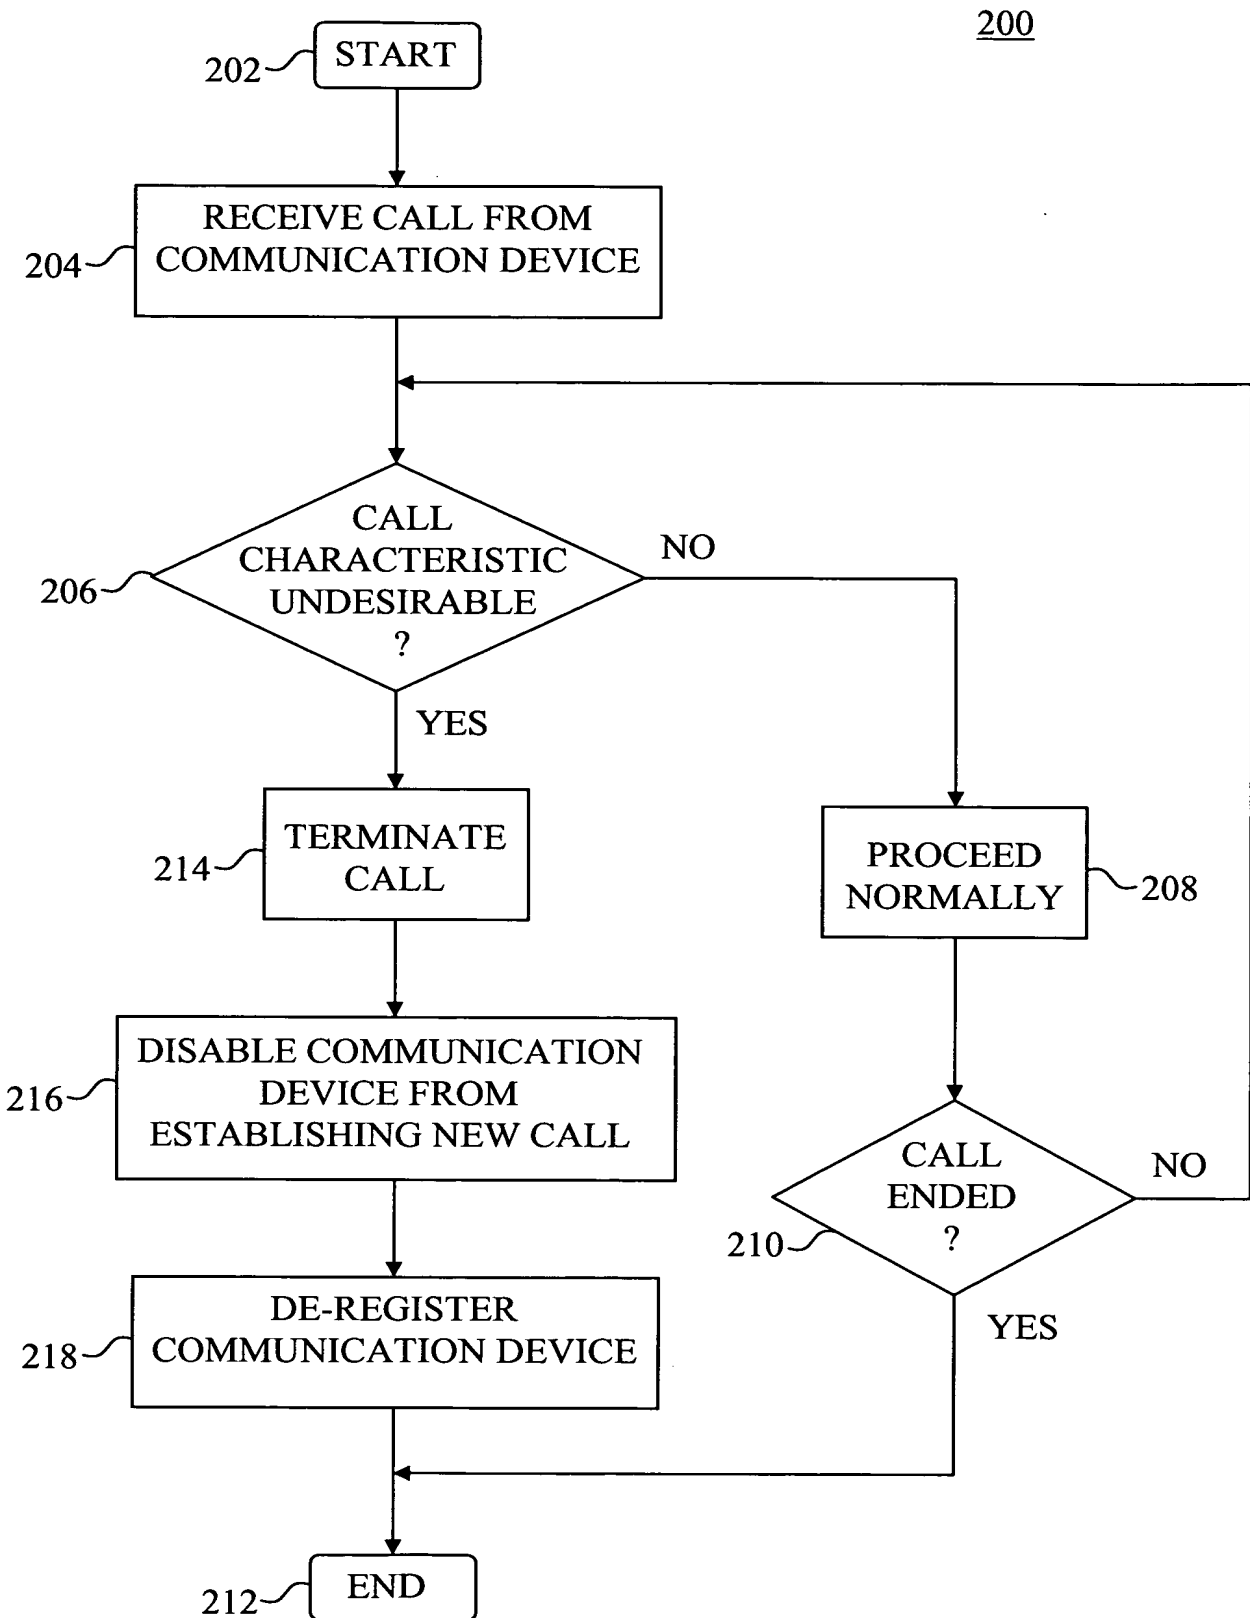 200
202
START
RECEIVE CALL FROM
COMMUNICATION DEVICE
204
CALL
CHARACTERISTIC
UNDESIRABLE
?
206
NO
YES
TERMINATE
CALL
214
PROCEED
NORMALLY
208
DISABLE COMMUNICATION
DEVICE FROM
ESTABLISHING NEW CALL
216
CALL
ENDED
?
210
NO
YES
DE-REGISTER
COMMUNICATION DEVICE
218
END
212